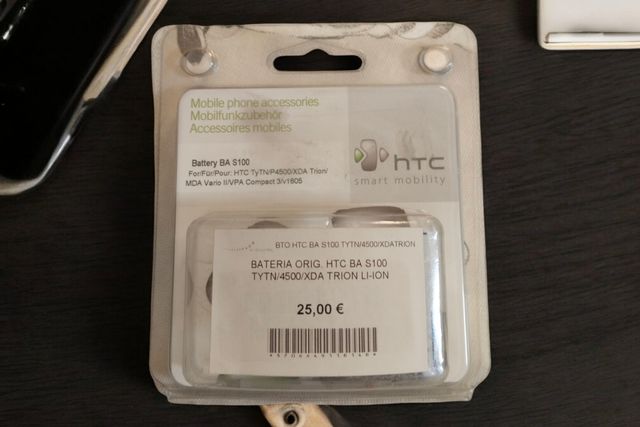 Mobile phone accessories
Mobilfunkzubehör
Accessoires mobiles
Battery BA S100
For/Für/Pour: HTC TyTN/P4500/XDA Trion/
MDA Vario II/VPA Compact 3/v1605
hTC
smart mobility
BTO HTC BA S100 TYTN/4500/XDATRION
BATERIA ORIG. HTC BA S100
TYTN/4500/XDA TRION LI-ION
25,00 €